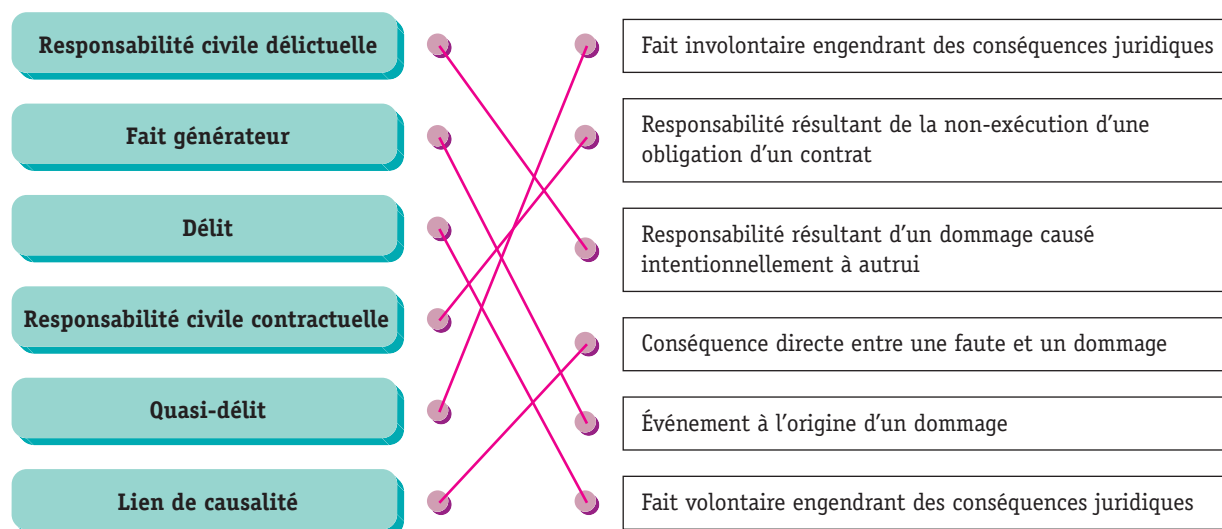 Responsabilité civile délictuelle
Fait générateur
Délit
Responsabilité civile contractuelle
Quasi-délit
Lien de causalité
Fait involontaire engendrant des conséquences juridiques
Responsabilité résultant de la non-exécution d’une
obligation d’un contrat
Responsabilité résultant d’un dommage causé
intentionnellement à autrui
Conséquence directe entre une faute et un dommage
Événement à l’origine d’un dommage
Fait volontaire engendrant des conséquences juridiques